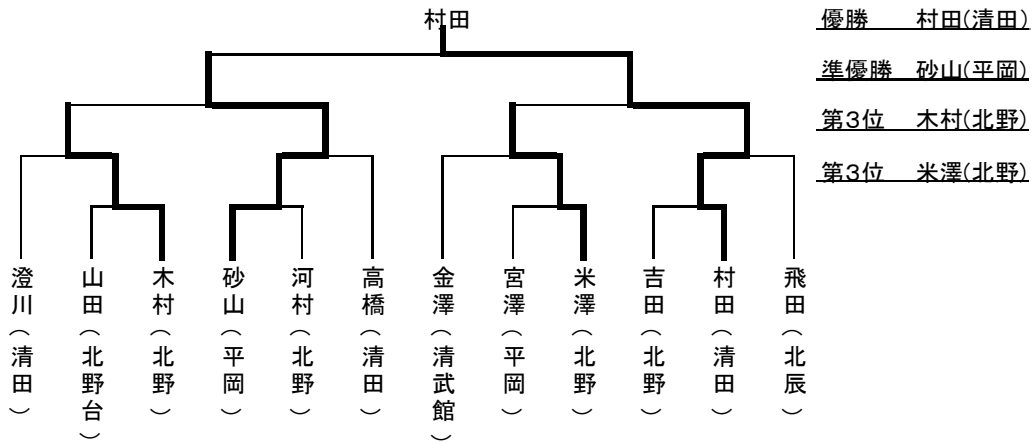 村田
優勝 村田(清田)
準優勝 砂山(平岡)
第3位 木村(北野)
第3位 米澤(北野)
澄川(清田)
山田(北野台)
木村(北野)
砂山(平岡)
河村(北野)
高橋(清田)
金澤(清武館)
宮澤(平岡)
米澤(北野)
吉田(北野)
村田(清田)
飛田(北辰)